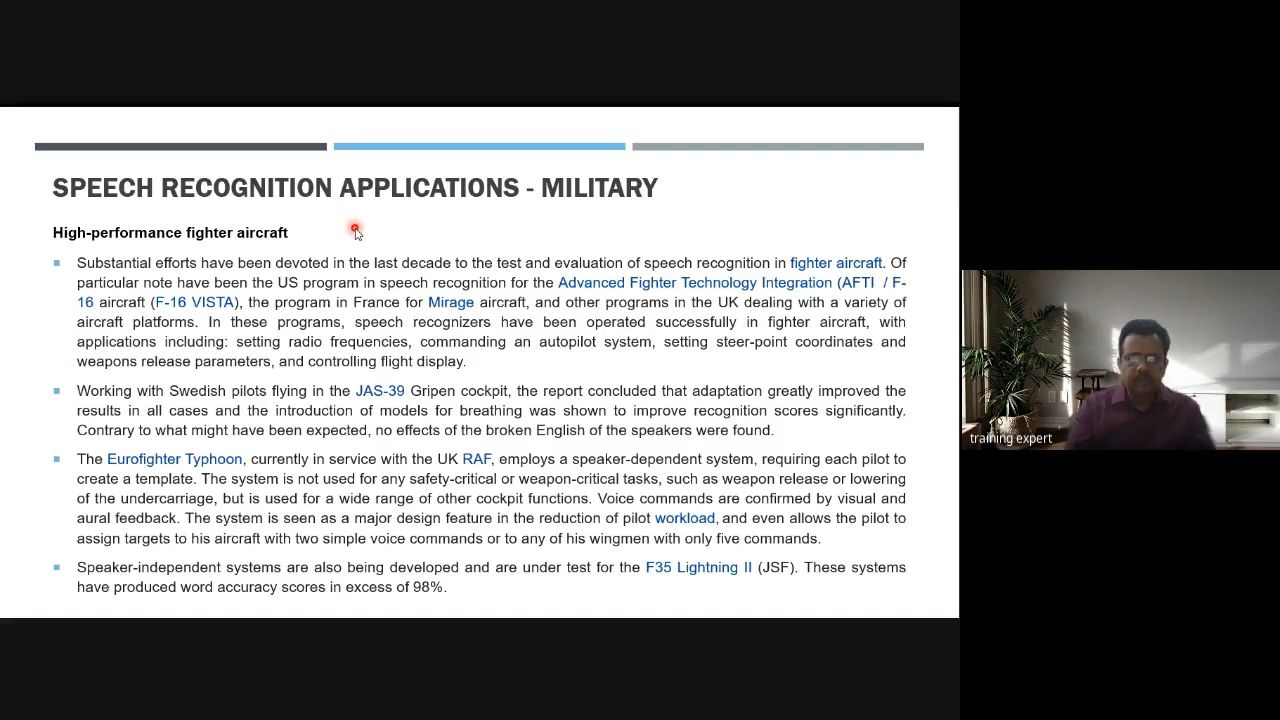 SPEECH RECOGNITION APPLICATIONS - MILITARY
High-performance fighter aircraft
Substantial efforts have been devoted in the last decade to the test and evaluation of speech recognition in fighter aircraft. Of
particular note have been the US program in speech recognition for the Advanced Fighter Technology Integration (AFTI / F-
16 aircraft (F-16 VISTA), the program in France for Mirage aircraft, and other programs in the UK dealing with a variety of
aircraft platforms. In these programs, speech recognizers have been operated successfully in fighter aircraft, with
applications including: setting radio frequencies, commanding an autopilot system, setting steer-point coordinates and
weapons release parameters, and controlling flight display.
Working with Swedish pilots flying in the JAS-39 Gripen cockpit, the report concluded that adaptation greatly improved the
results in all cases and the introduction of models for breathing was shown to improve recognition scores significantly.
Contrary to what might have been expected, no effects of the broken English of the speakers were found.
The Eurofighter Typhoon, currently in service with the UK RAF, employs a speaker-dependent system, requiring each pilot to
create a template. The system is not used for any safety-critical or weapon-critical tasks, such as weapon release or lowering
of the undercarriage, but is used for a wide range of other cockpit functions. Voice commands are confirmed by visual and
aural feedback. The system is seen as a major design feature in the reduction of pilot workload, and even allows the pilot to
assign targets to his aircraft with two simple voice commands or to any of his wingmen with only five commands.
Speaker-independent systems are also being developed and are under test for the F35 Lightning II (JSF). These systems
have produced word accuracy scores in excess of 98%.
training expert